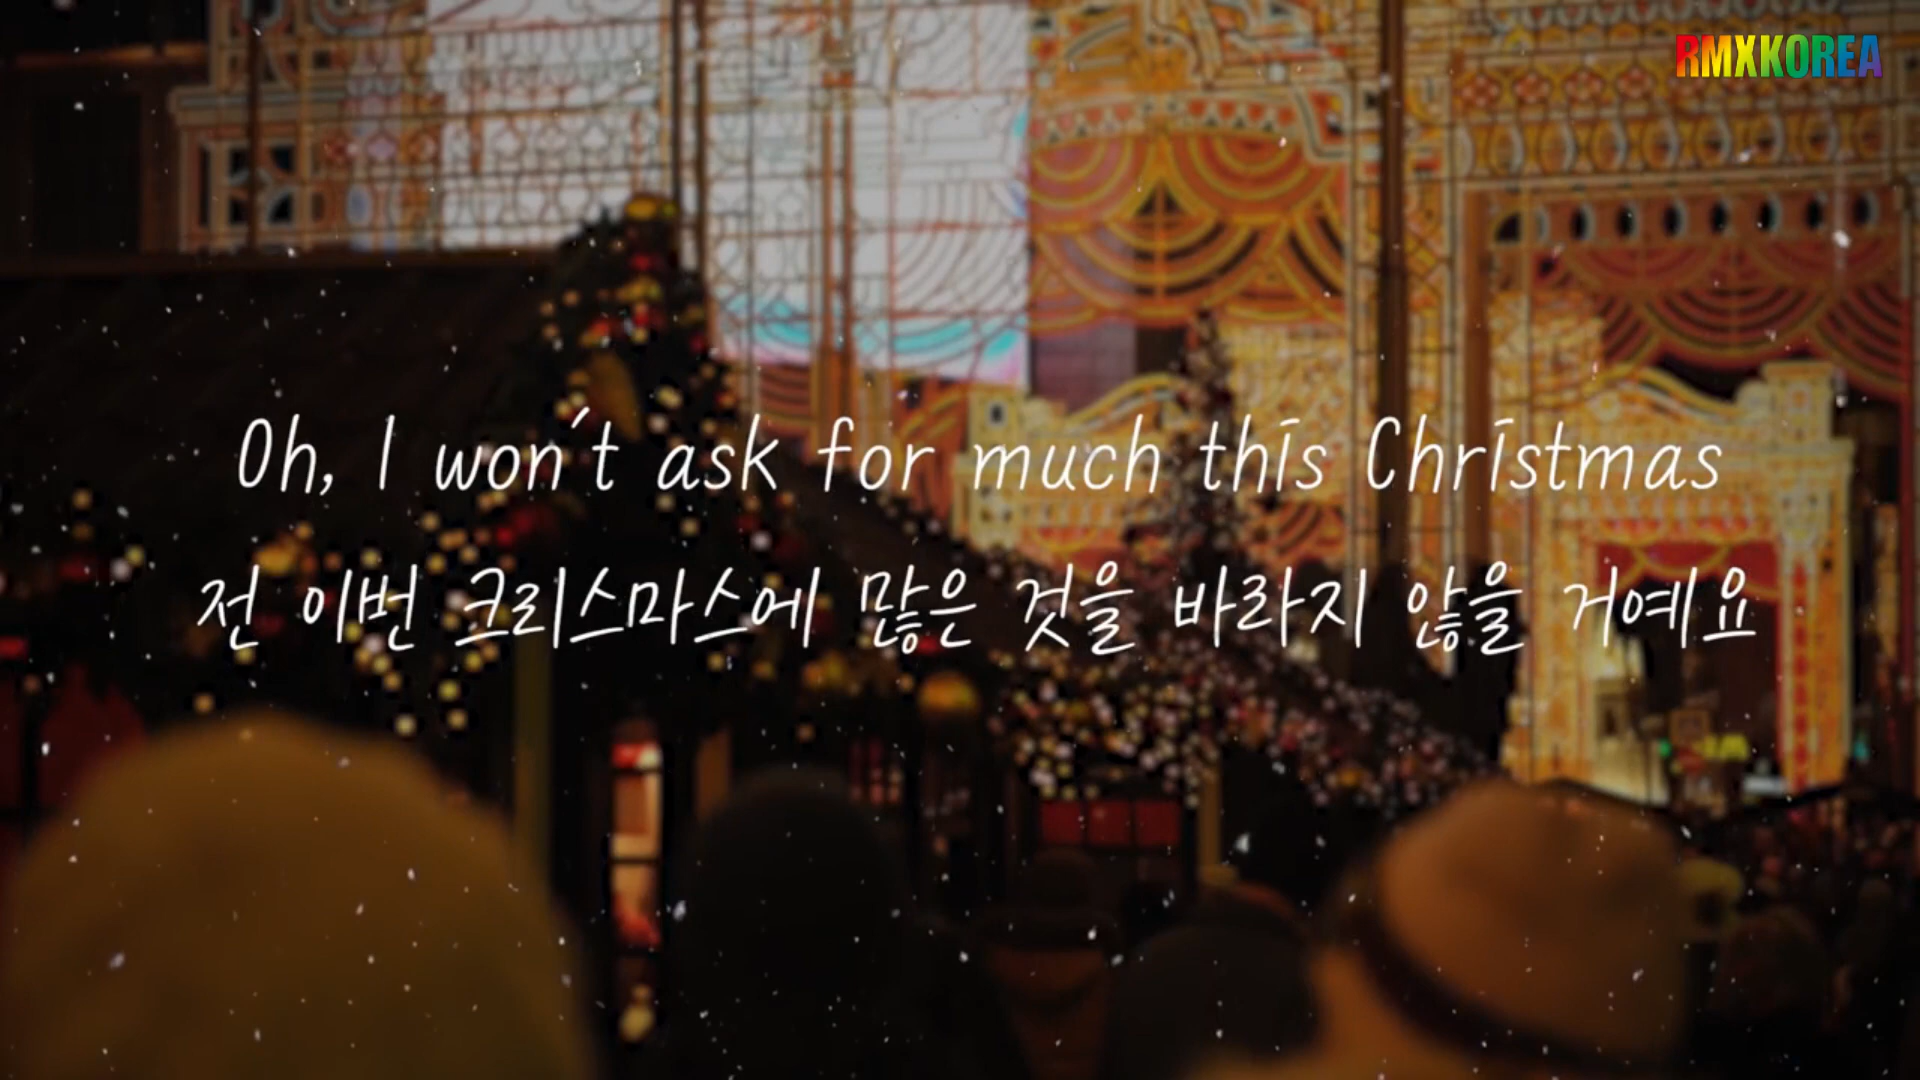 RMXKOREA
Oh, I won't ask for much this Christmas
전 이번 크리스마스에 많은 것을 바라지 않을 거예요